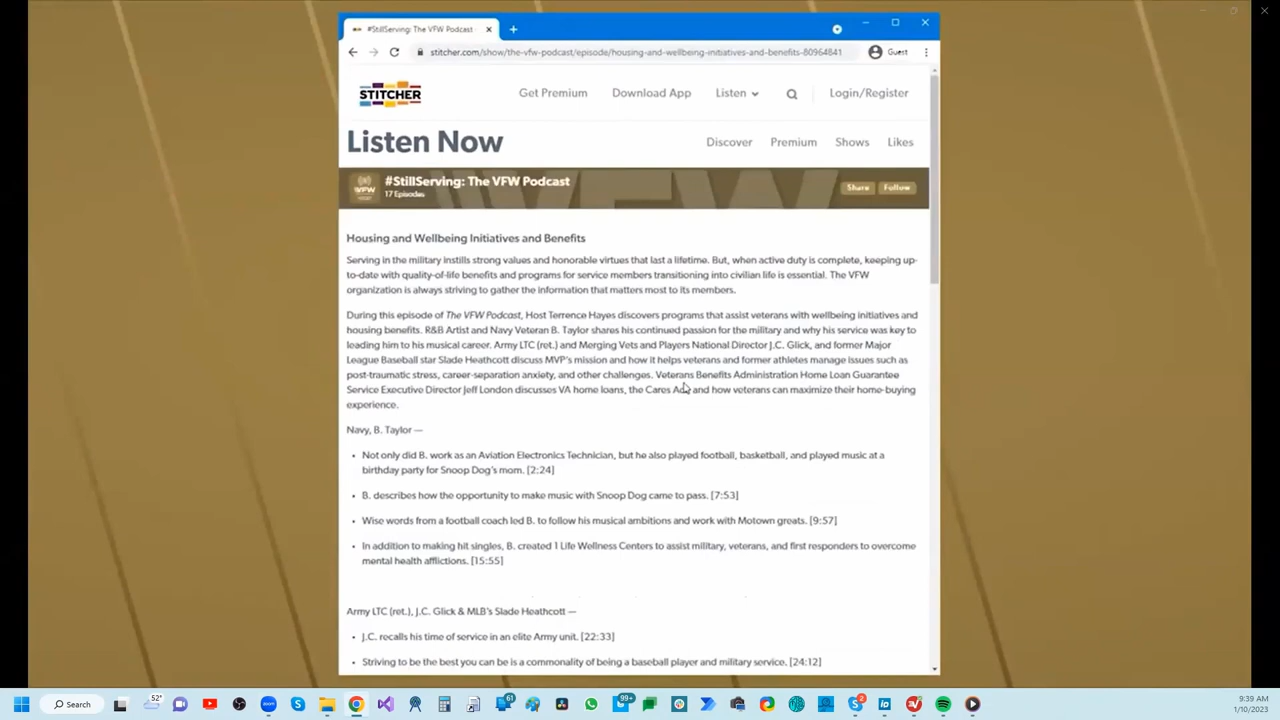 #StillServing: The VFW Podcast
stitcher.com/show/the-vfw-podcast/episode/housing-and-wellbeing-initiatives-and-benefits-80964841
Guest
STITCHER
Get Premium
Download App
Listen
Login/Register
Listen Now
Discover
Premium
Shows
Likes
VFW
#StillServing: The VFW Podcast
17 Episodes
Share
Follow
Housing and Wellbeing Initiatives and Benefits
Serving in the military instills strong values and honorable virtues that last a lifetime. But, when active duty is complete, keeping up-
to-date with quality-of-life benefits and programs for service members transitioning into civilian life is essential. The VFW
organization is always striving to gather the information that matters most to its members.
During this episode of The VFW Podcast, Host Terrence Hayes discovers programs that assist veterans with wellbeing initiatives and
housing benefits. R&B Artist and Navy Veteran B. Taylor shares his continued passion for the military and why his service was key to
leading him to his musical career. Army LTC (ret.) and Merging Vets and Players National Director J.C. Glick, and former Major
League Baseball star Slade Heathcott discuss MVP's mission and how it helps veterans and former athletes manage issues such as
post-traumatic stress, career-separation anxiety, and other challenges. Veterans Benefits Administration Home Loan Guarantee
Service Executive Director Jeff London discusses VA home loans, the Cares Act and how veterans can maximize their home-buying
experience.
Navy, B. Taylor —
• Not only did B. work as an Aviation Electronics Technician, but he also played football, basketball, and played music at a
birthday party for Snoop Dog's mom. [2:24]
• B. describes how the opportunity to make music with Snoop Dog came to pass. [7:53]
• Wise words from a football coach led B. to follow his musical ambitions and work with Motown greats. [9:57]
• In addition to making hit singles, B. created 1 Life Wellness Centers to assist military, veterans, and first responders to overcome
mental health afflictions. [15:55]
Army LTC (ret.), J.C. Glick & MLB's Slade Heathcott —
• J.C. recalls his time of service in an elite Army unit. [22:33]
• Striving to be the best you can be is a commonality of being a baseball player and military service. [24:12]
Search
52°
61
99+
2
9:39 AM
1/10/2023